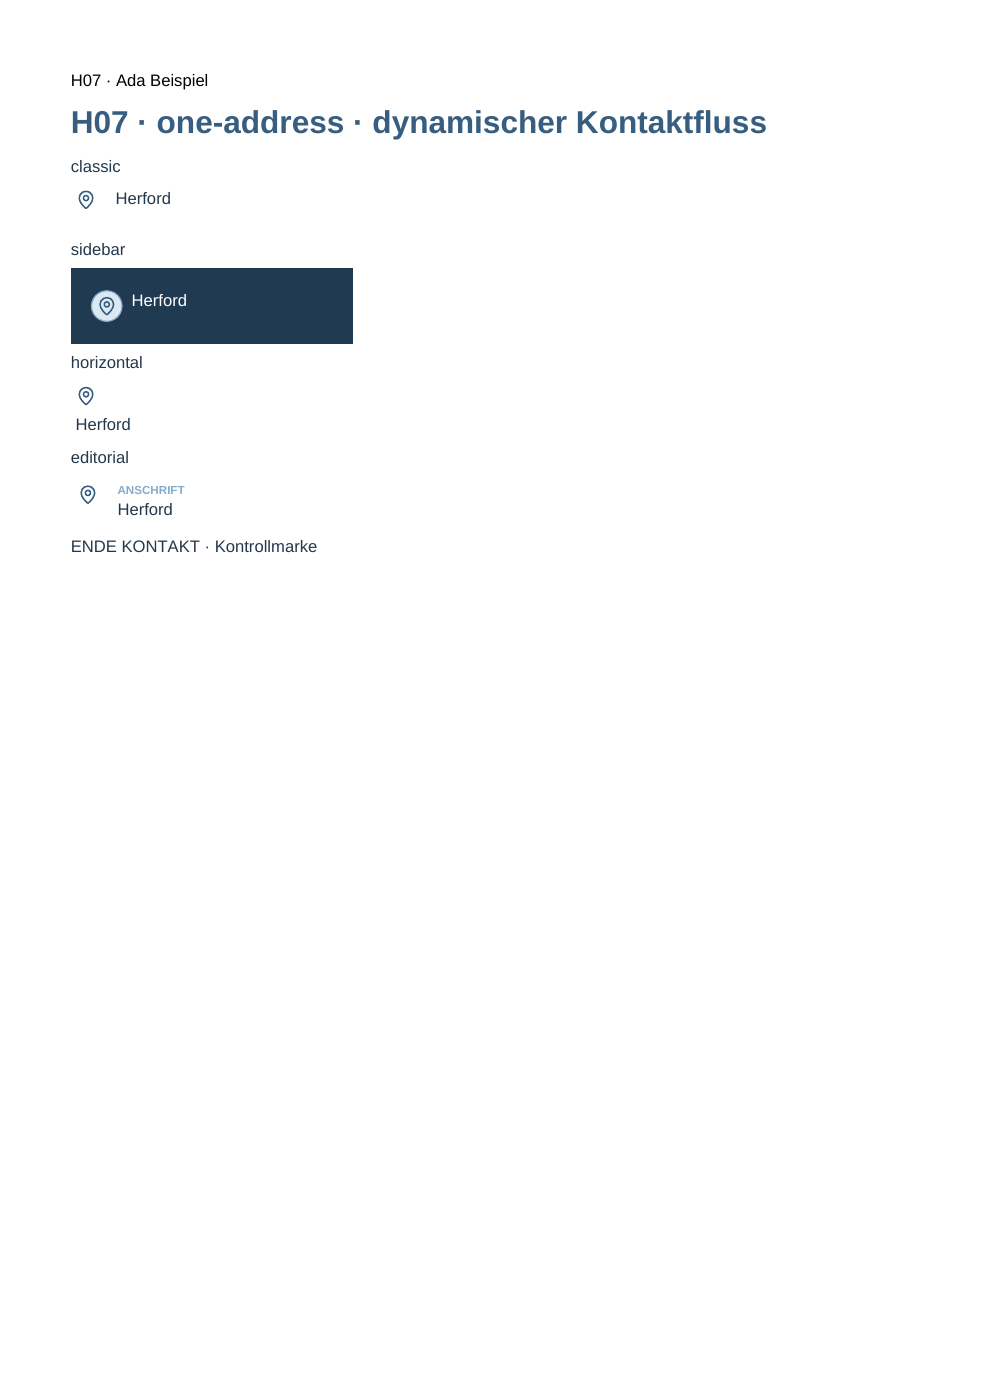 H07 · Ada Beispiel
H07 · one-address · dynamischer Kontaktfluss
classic
Herford
sidebar
Herford
horizontal
Herford
editorial
ANSCHRIFT
Herford
ENDE KONTAKT · Kontrollmarke